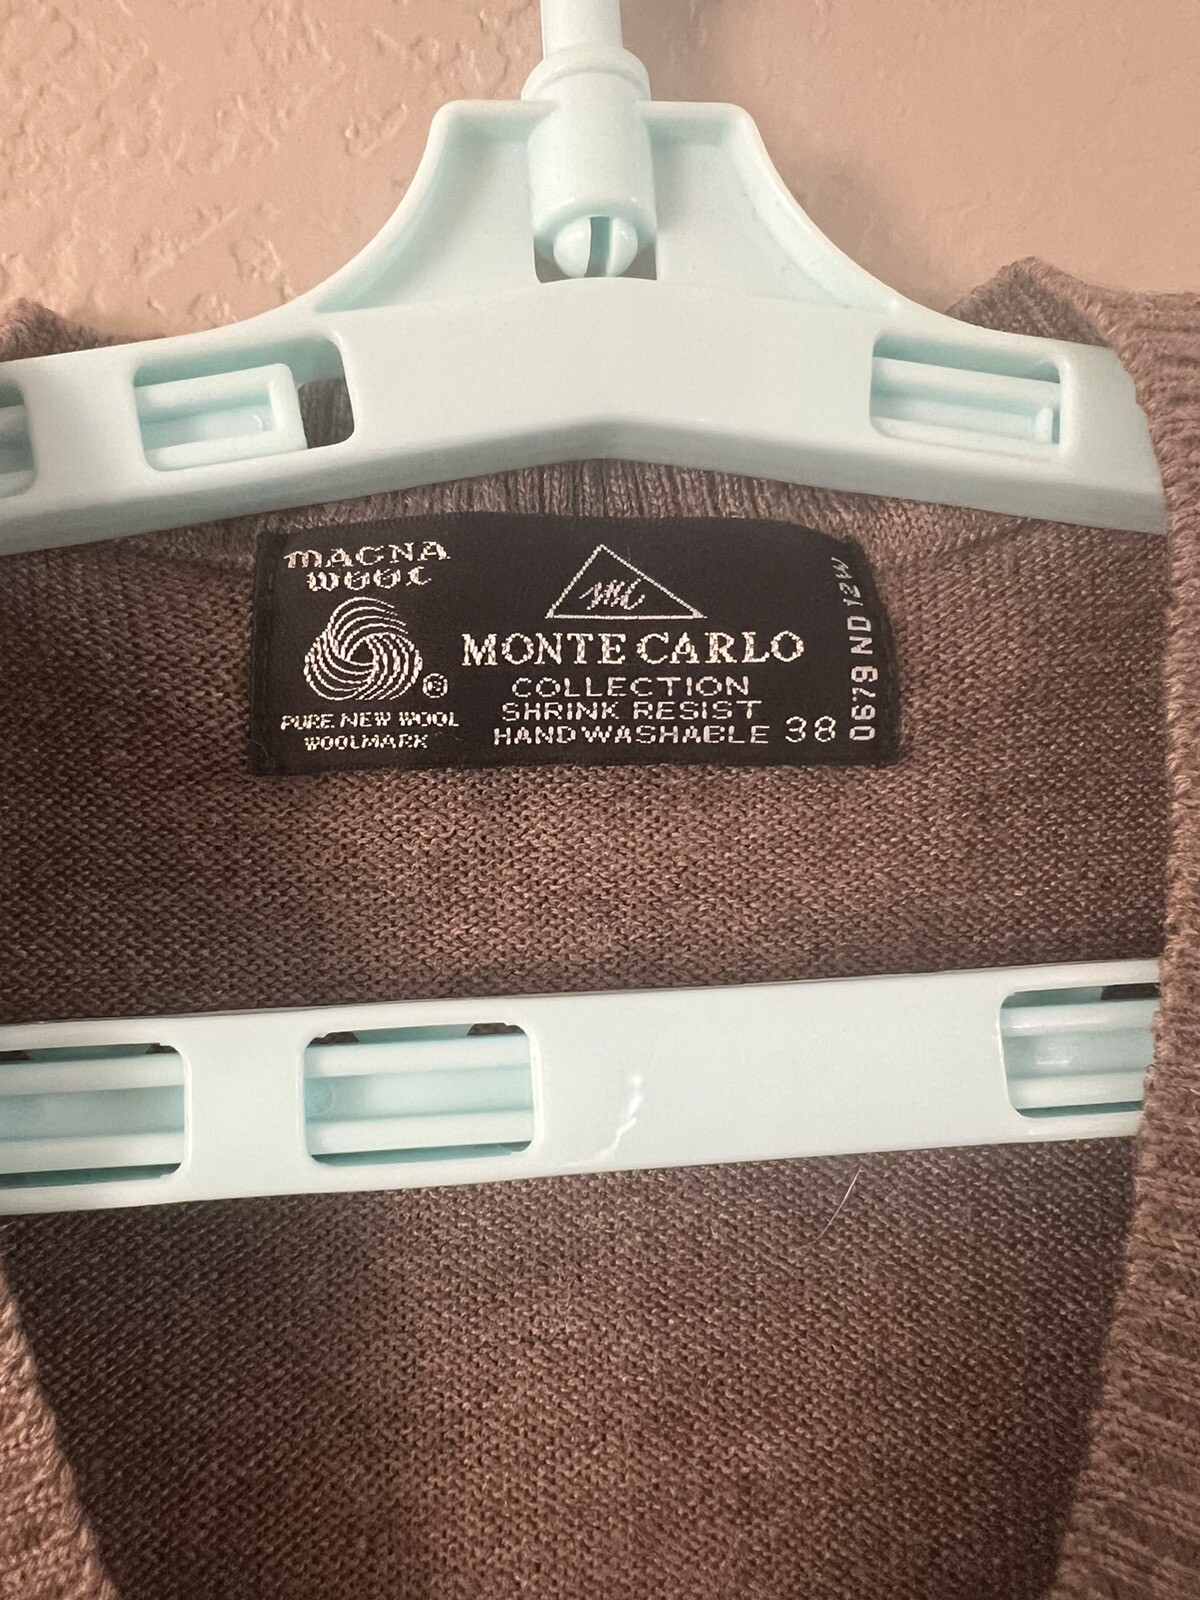 MAGNA
WOOL
PURE NEW WOOL
WOOLMARK
MONTE CARLO
COLLECTION
SHRINK RESIST
HAND WASHABLE 38
0679 ND 12W